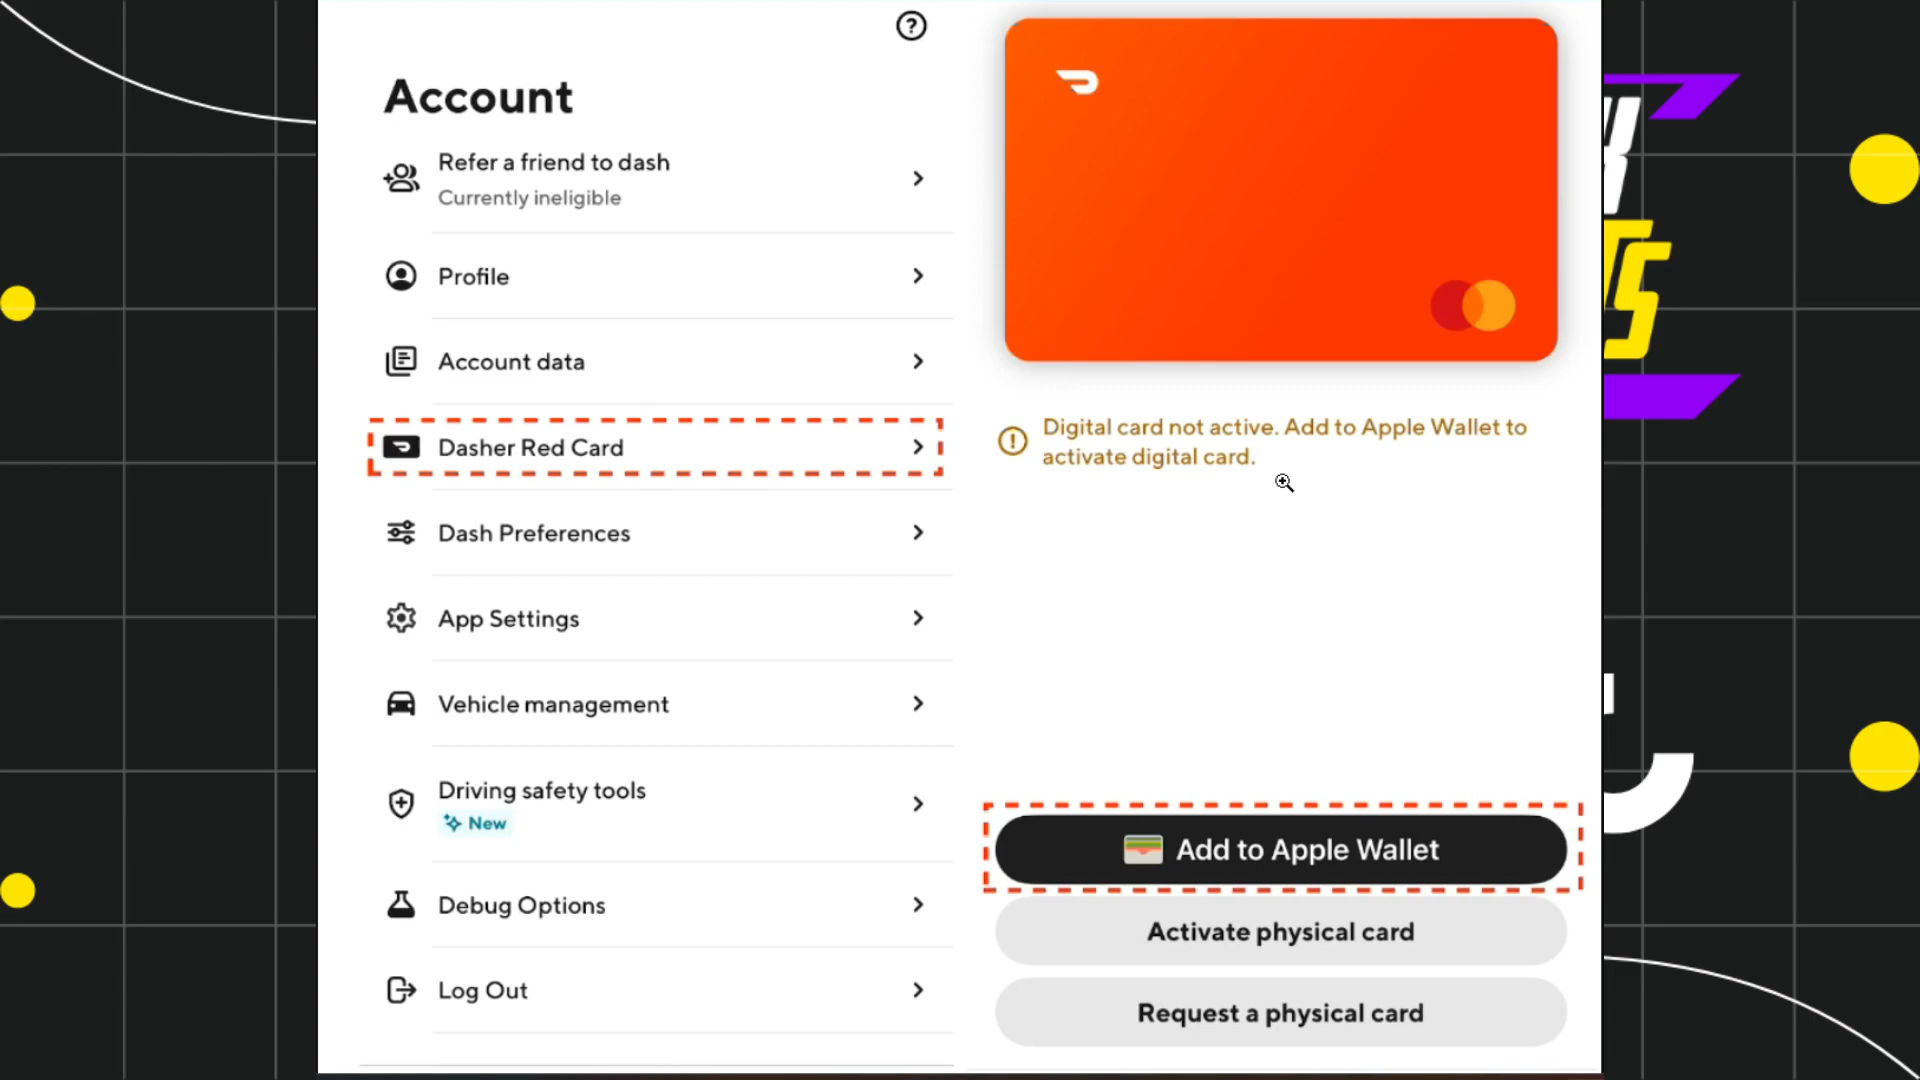 Account
Refer a friend to dash
Currently ineligible
Profile
Account data
Dasher Red Card
Dash Preferences
App Settings
Vehicle management
Driving safety tools
New
Debug Options
Log Out
Digital card not active. Add to Apple Wallet to
activate digital card.
Add to Apple Wallet
Activate physical card
Request a physical card